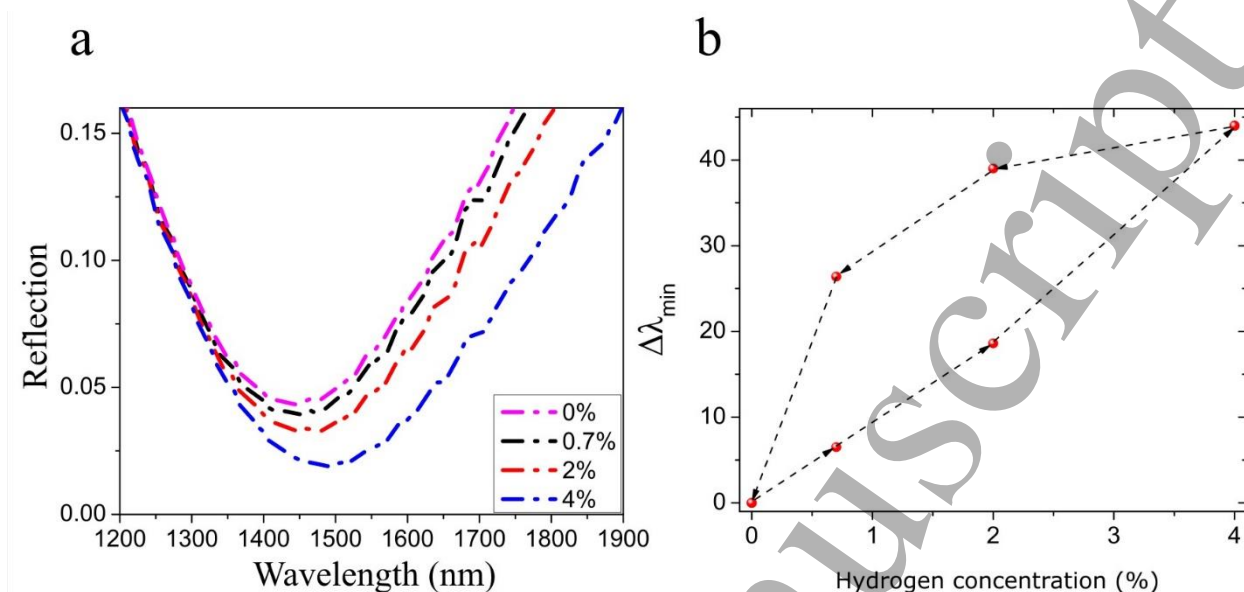 a
b
Reflection
0.15
0.10
0.05
0.00
1200 1300 1400 1500 1600 1700 1800 1900
Wavelength (nm)
0%
0.7%
2%
4%
Δλmin
40
30
20
10
0
0 1 2 3 4
Hydrogen concentration (%)
uscript